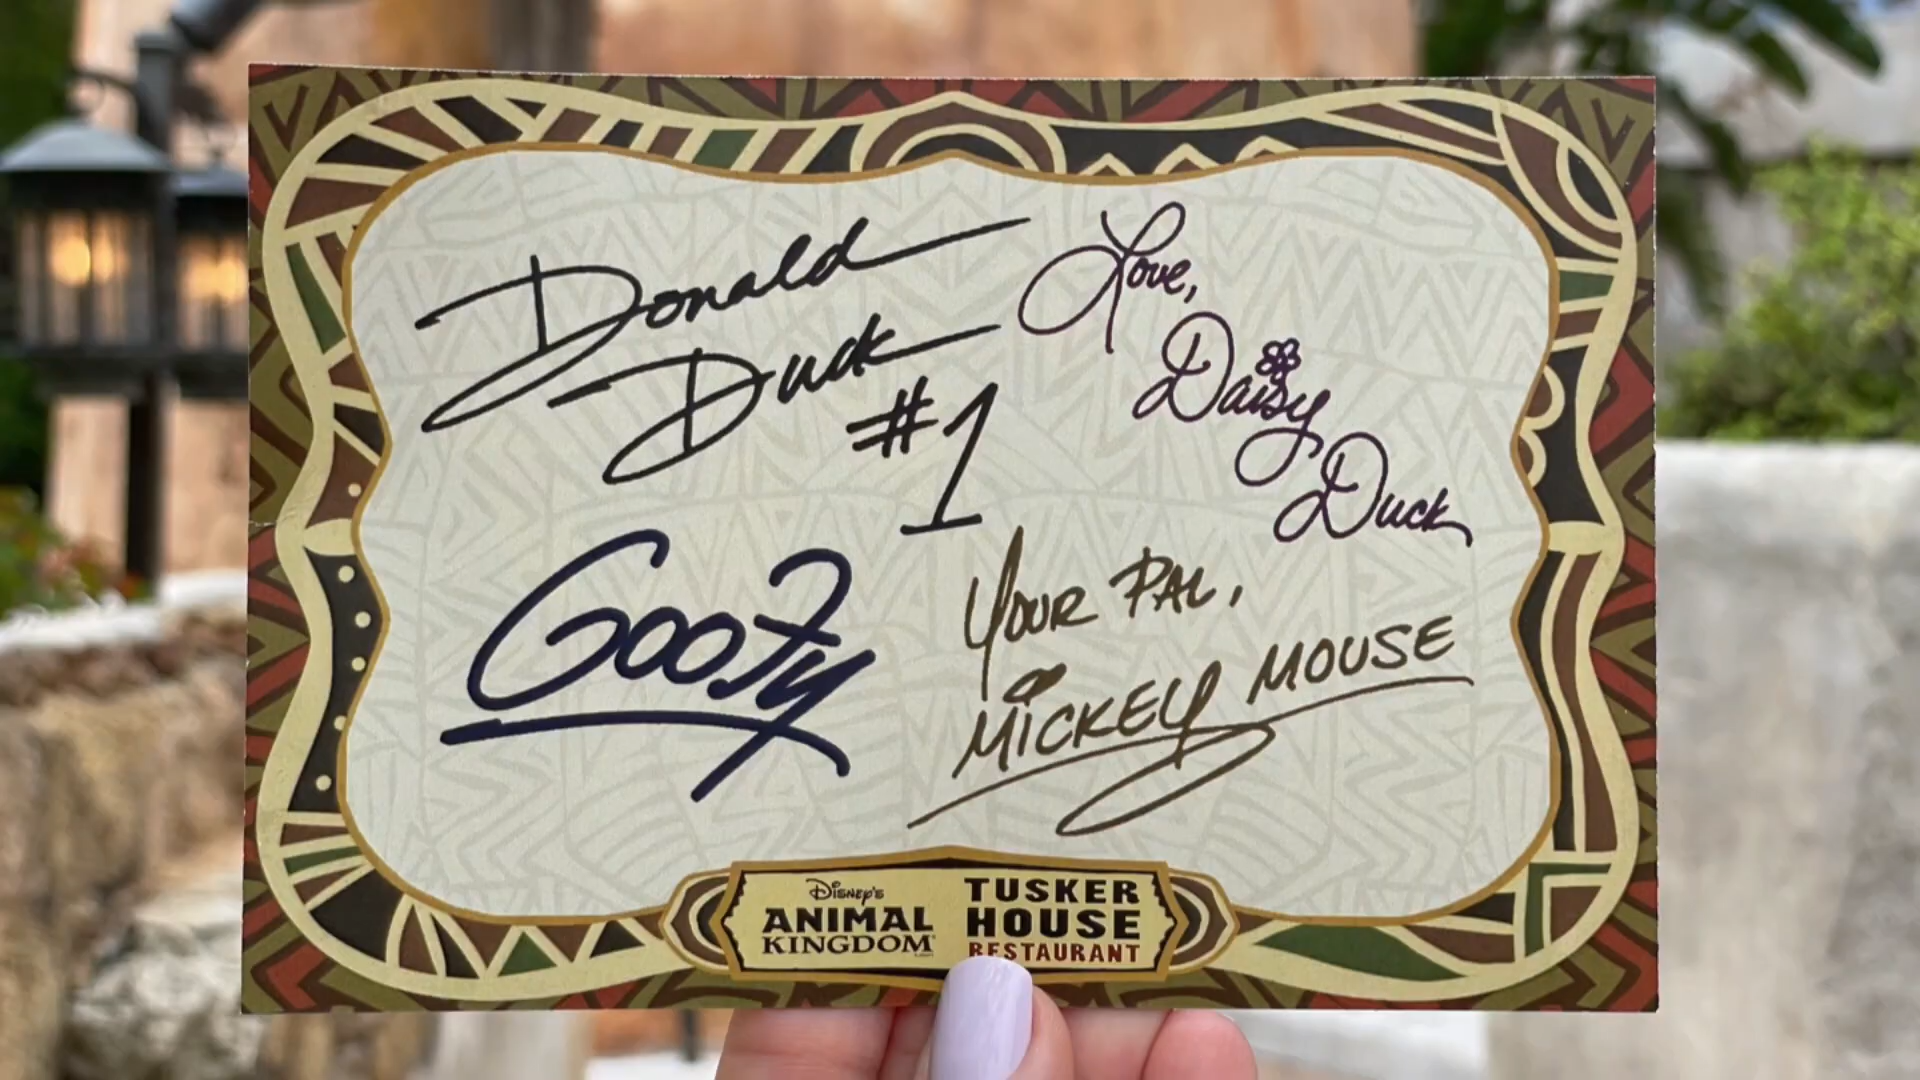 Donald
Duck
#1
Love,
Daisy
Duck
Goofy
Your PAL,
MiCKEY MOUSE
Disney's
ANIMAL
KINGDOM
TUSKER
HOUSE
RESTAURANT